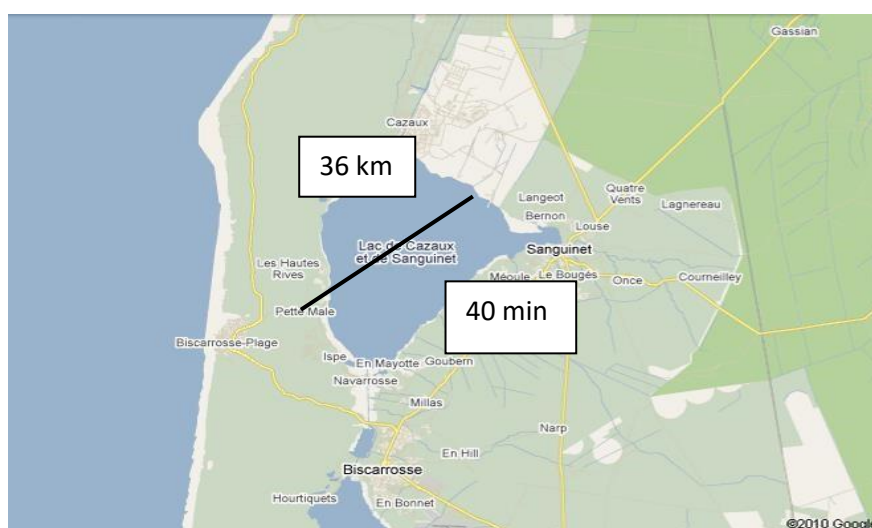 Gassian
Cazaux
36 km
Langeot
Quatre
Vents
Lagnereau
Bernon
Louse
Lac de Cazaux
et de Sanguinet
Sanguinet
Les Hautes
Rives
Méoule
Le Bougès
Once
Courneilley
Pette Male
40 min
Biscarrosse-Plage
Ispe
En Mayotte
Goubern
Navarrosse
Millas
Narp
En Hill
Biscarrosse
Hourtiquets
En Bonnet
©2010 Google